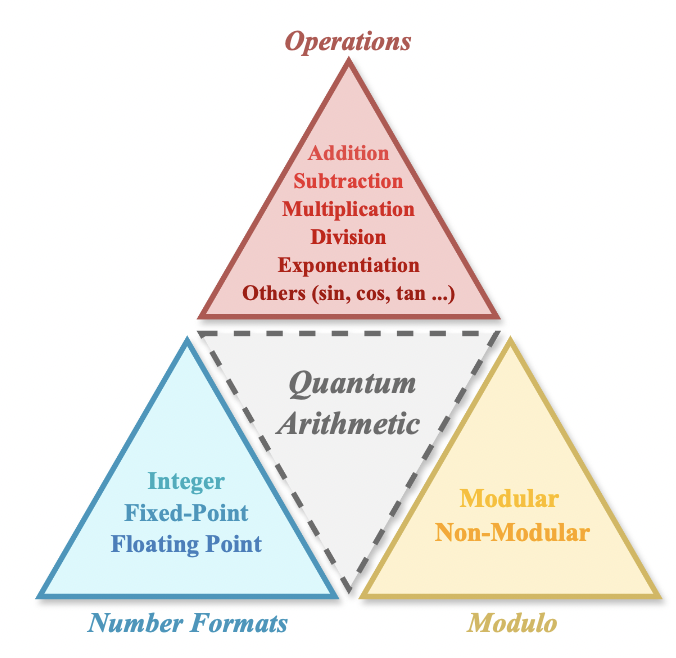 Operations
Addition
Subtraction
Multiplication
Division
Exponentiation
Others (sin, cos, tan ...)
Quantum
Arithmetic
Integer
Fixed-Point
Floating Point
Modular
Non-Modular
Number Formats
Modulo